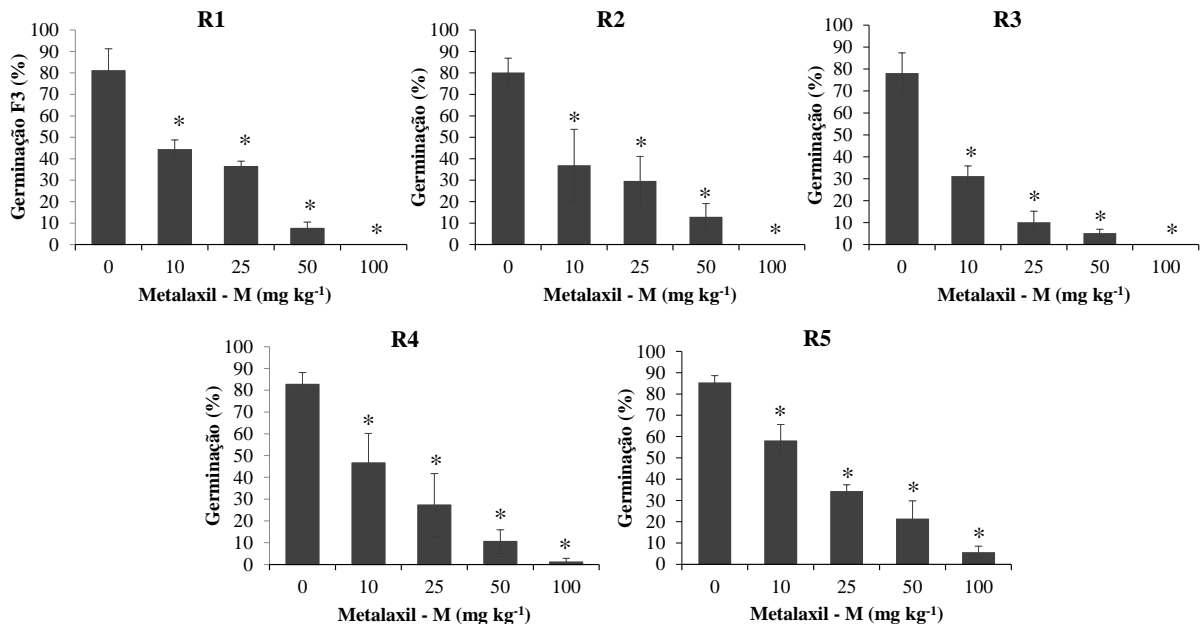 R1
Germinação F3 (%)
100
90
80
70
60
50
40
30
20
10
0
* * * *
0 10 25 50 100
Metalaxil - M (mg kg⁻¹)
R2
Germinação (%)
100
90
80
70
60
50
40
30
20
10
0
* * * *
0 10 25 50 100
Metalaxil - M (mg kg⁻¹)
R3
Germinação (%)
100
90
80
70
60
50
40
30
20
10
0
* * * *
0 10 25 50 100
Metalaxil - M (mg kg⁻¹)
R4
Germinação (%)
100
90
80
70
60
50
40
30
20
10
0
* * * *
0 10 25 50 100
Metalaxil - M (mg kg⁻¹)
R5
Germinação (%)
100
90
80
70
60
50
40
30
20
10
0
* * * *
0 10 25 50 100
Metalaxil - M (mg kg⁻¹)